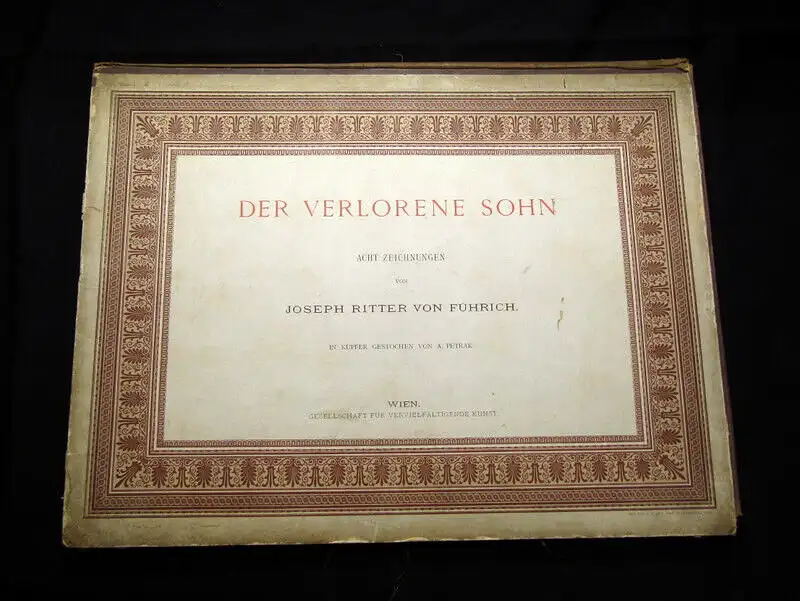 DER VERLORENE SOHN
ACHT ZEICHNUNGEN
VON
JOSEPH RITTER VON FÜHRICH.
IN KUPFER GESTOCHEN VON A. PETRAK
WIEN.
GESELLSCHAFT FÜR VERVIELFÄLTIGENDE KUNST.